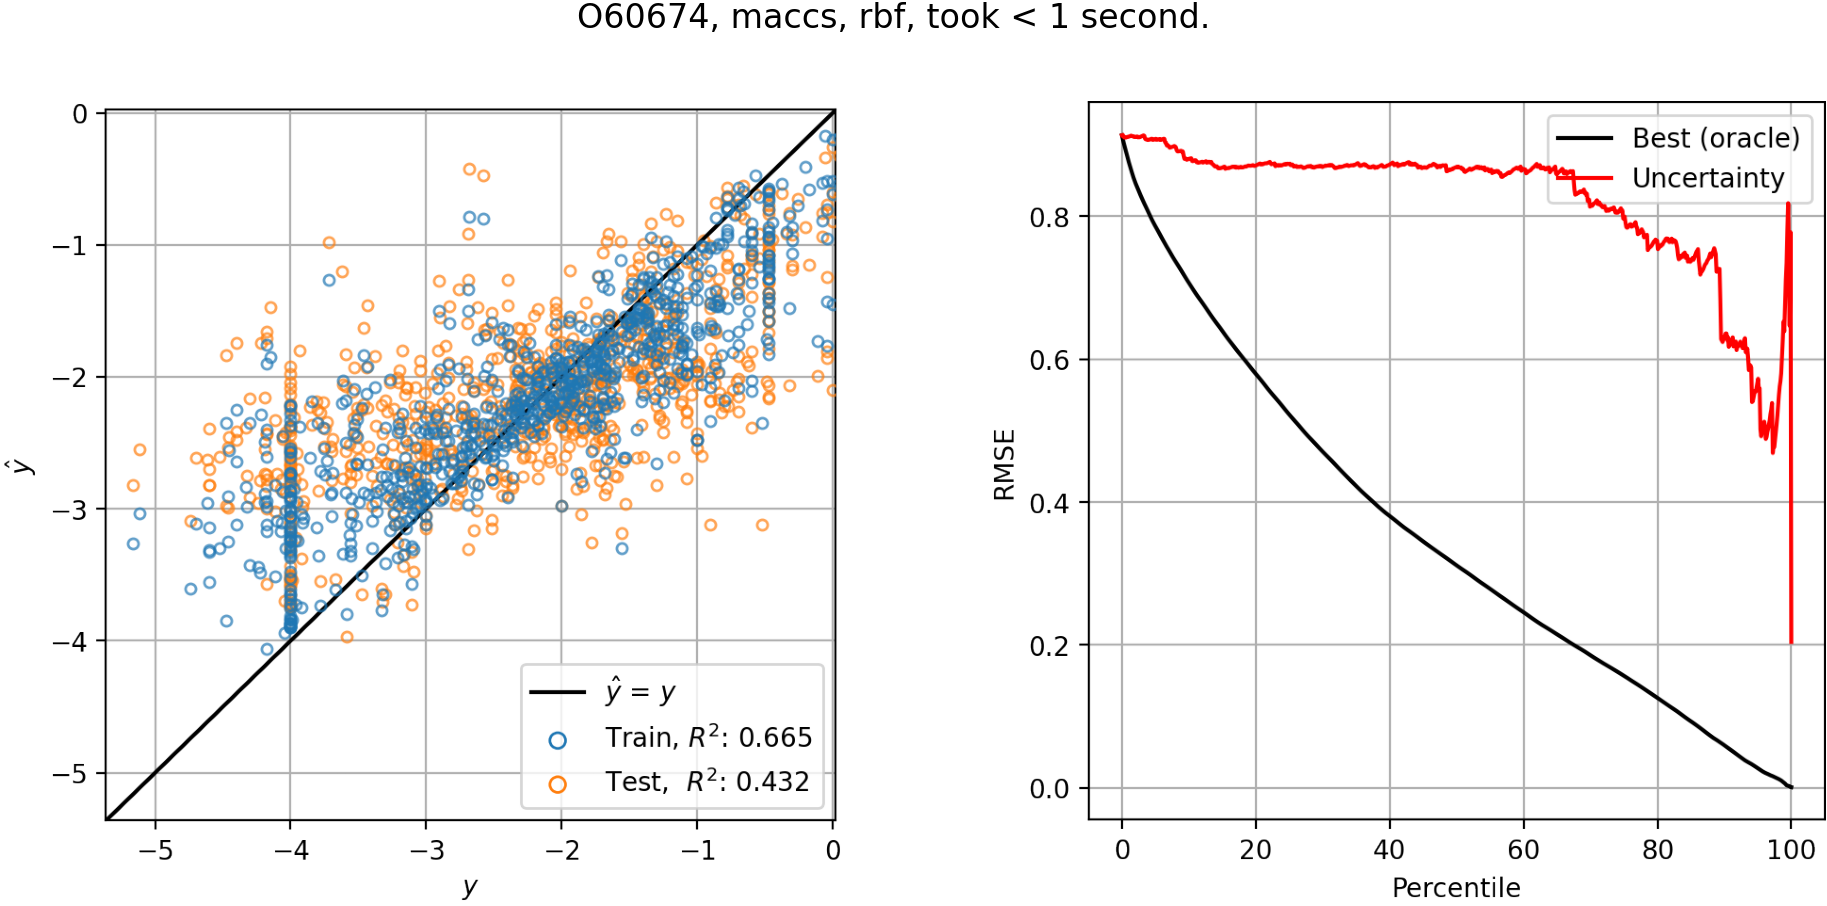 O60674, maccs, rbf, took < 1 second.
0
−1
−2
−3
−4
−5
ŷ
−5 −4 −3 −2 −1 0
y
ŷ = y
Train, R²: 0.665
Test, R²: 0.432
Best (oracle)
Uncertainty
0.8
0.6
0.4
0.2
0.0
RMSE
0 20 40 60 80 100
Percentile